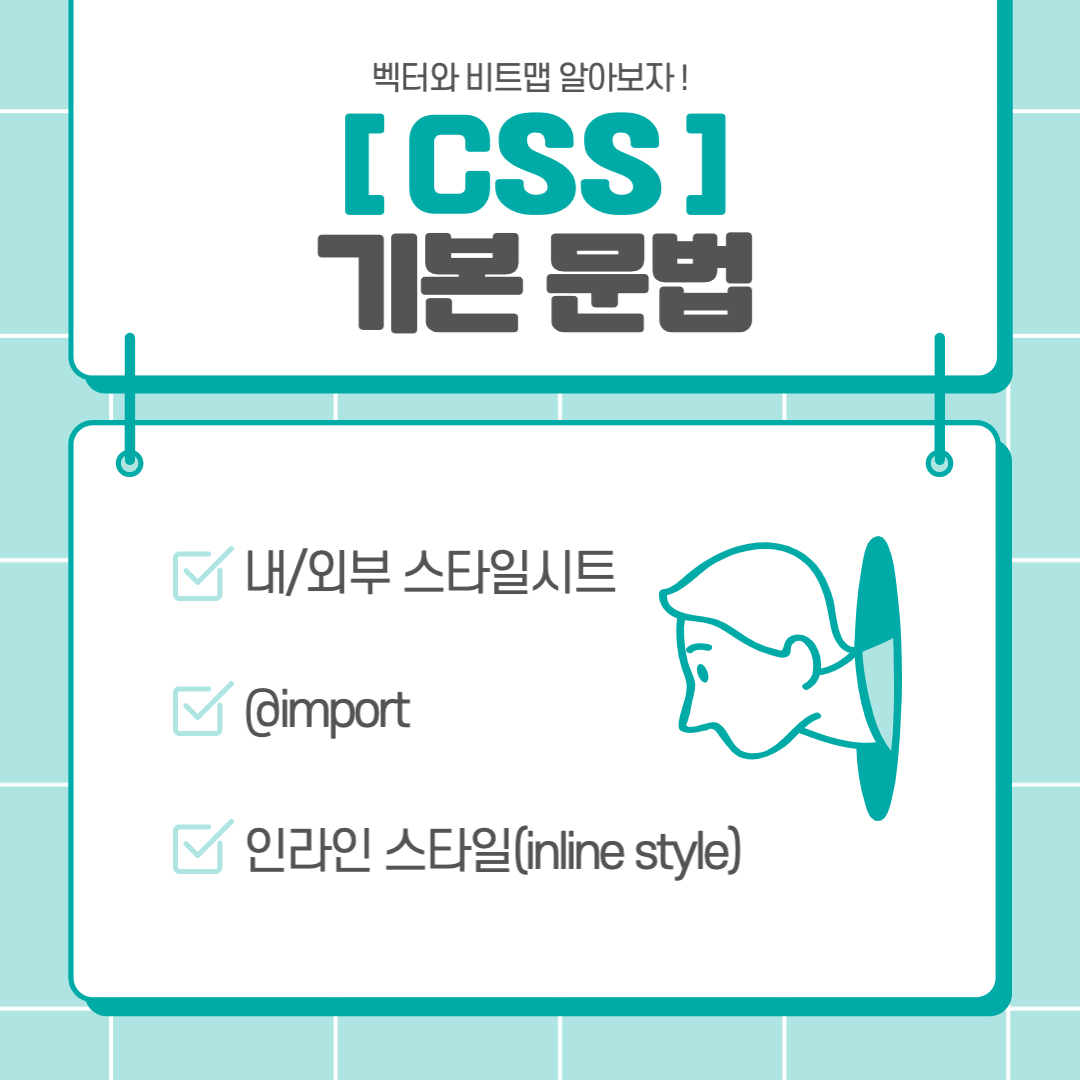 벡터와 비트맵 알아보자 !
[ CSS ]
기본 문법
내/외부 스타일시트
@import
인라인 스타일(inline style)